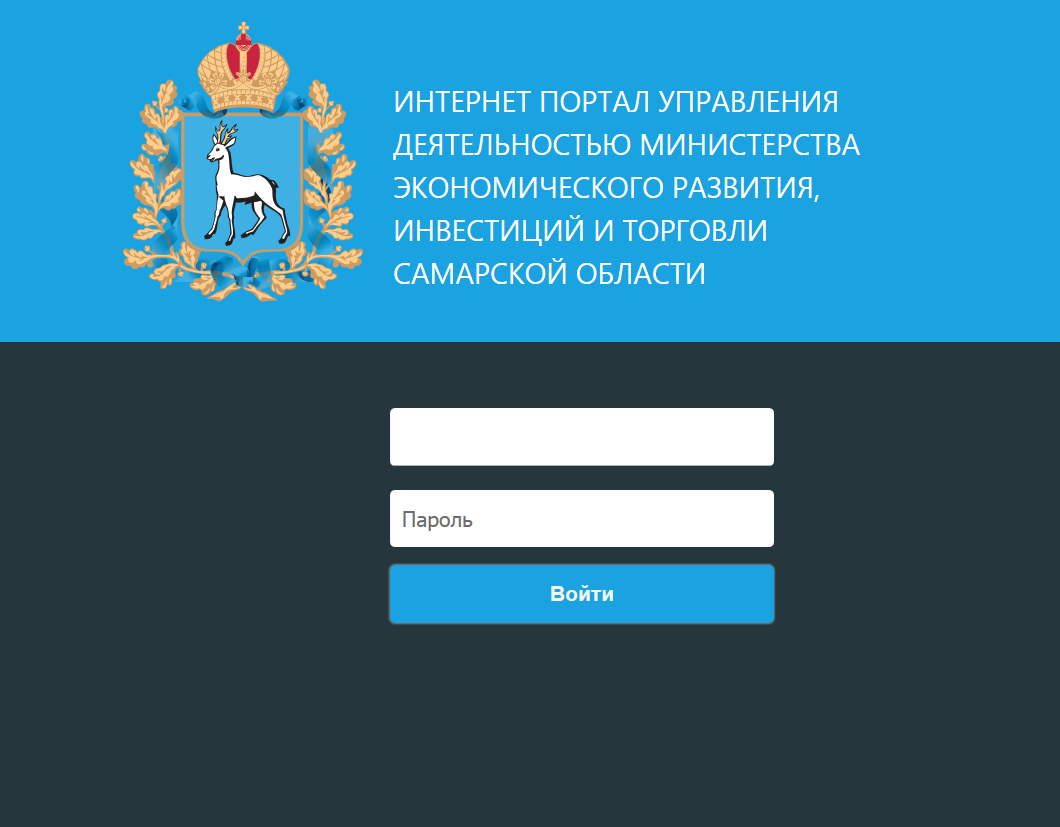 ИНТЕРНЕТ ПОРТАЛ УПРАВЛЕНИЯ
ДЕЯТЕЛЬНОСТЬЮ МИНИСТЕРСТВА
ЭКОНОМИЧЕСКОГО РАЗВИТИЯ,
ИНВЕСТИЦИЙ И ТОРГОВЛИ
САМАРСКОЙ ОБЛАСТИ
Пароль
Войти